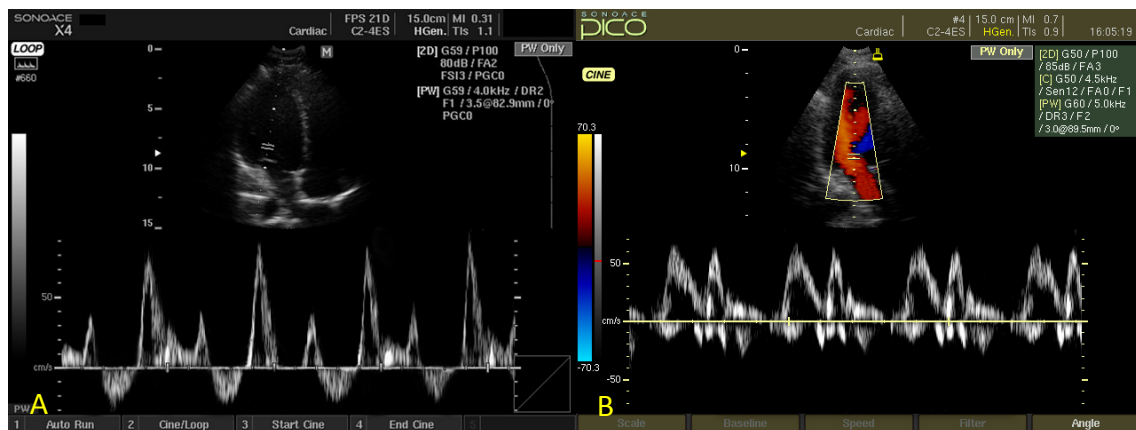 SONOACE
X4
Cardiac
FPS 21D
C2-4ES
15.0cm
HGen.
MI 0.31
TIs 1.1
LOOP
#660
M
PW Only
[2D] G59 / P100
80dB / FA2
FSI3 / PGC0
[PW] G59 / 4.0kHz / DR2
F1 / 3.5@82.9mm / 0°
PGC0
0
5
10
15
50
cm/s
PW
A
1 Auto Run 2 Cine/Loop 3 Start Cine 4 End Cine 5
SONOACE
PICO
Cardiac
#4
C2-4ES
15.0 cm
HGen.
MI 0.7
TIs 0.9
16:05:19
CINE
PW Only
[2D] G50 / P100
/ 85dB / FA3
[C] G50 / 4.5kHz
/ Sen12 / FA0 / F1
[PW] G60 / 5.0kHz
/ DR3 / F2
/ 3.0@89.5mm / 0°
0
10
70.3
-70.3
50
cm/s
-50
B
Scale Baseline Speed Filter Angle